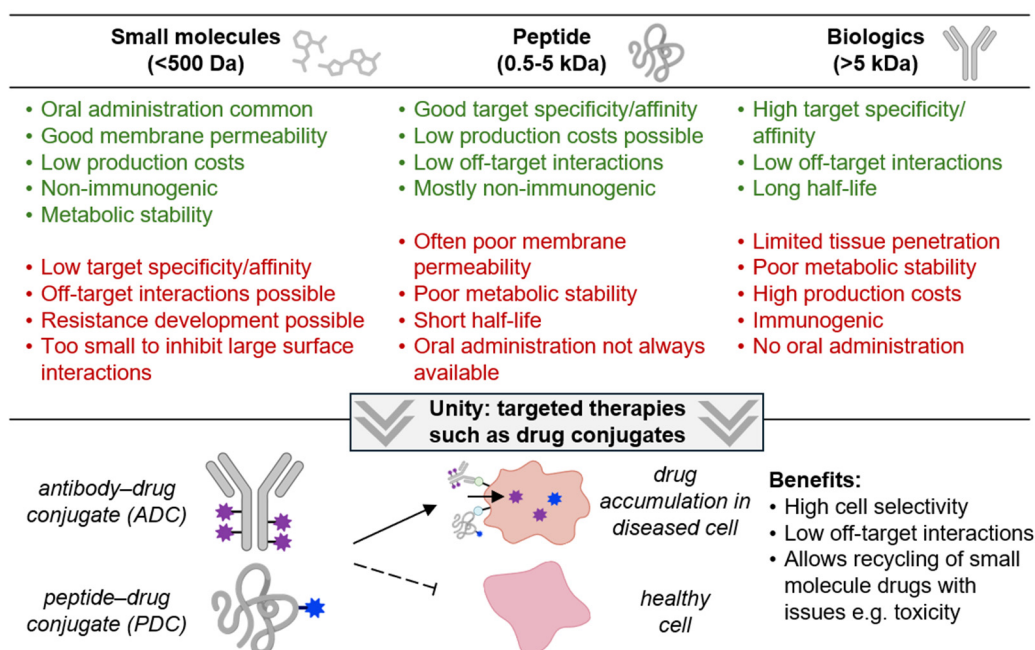 Small molecules
(<500 Da)
Peptide
(0.5-5 kDa)
Biologics
(>5 kDa)
• Oral administration common
• Good membrane permeability
• Low production costs
• Non-immunogenic
• Metabolic stability
• Low target specificity/affinity
• Off-target interactions possible
• Resistance development possible
• Too small to inhibit large surface
interactions
• Good target specificity/affinity
• Low production costs possible
• Low off-target interactions
• Mostly non-immunogenic
• Often poor membrane
permeability
• Poor metabolic stability
• Short half-life
• Oral administration not always
available
• High target specificity/
affinity
• Low off-target interactions
• Long half-life
• Limited tissue penetration
• Poor metabolic stability
• High production costs
• Immunogenic
• No oral administration
Unity: targeted therapies
such as drug conjugates
antibody–drug
conjugate (ADC)
peptide–drug
conjugate (PDC)
drug
accumulation in
diseased cell
healthy
cell
Benefits:
• High cell selectivity
• Low off-target interactions
• Allows recycling of small
molecule drugs with
issues e.g. toxicity